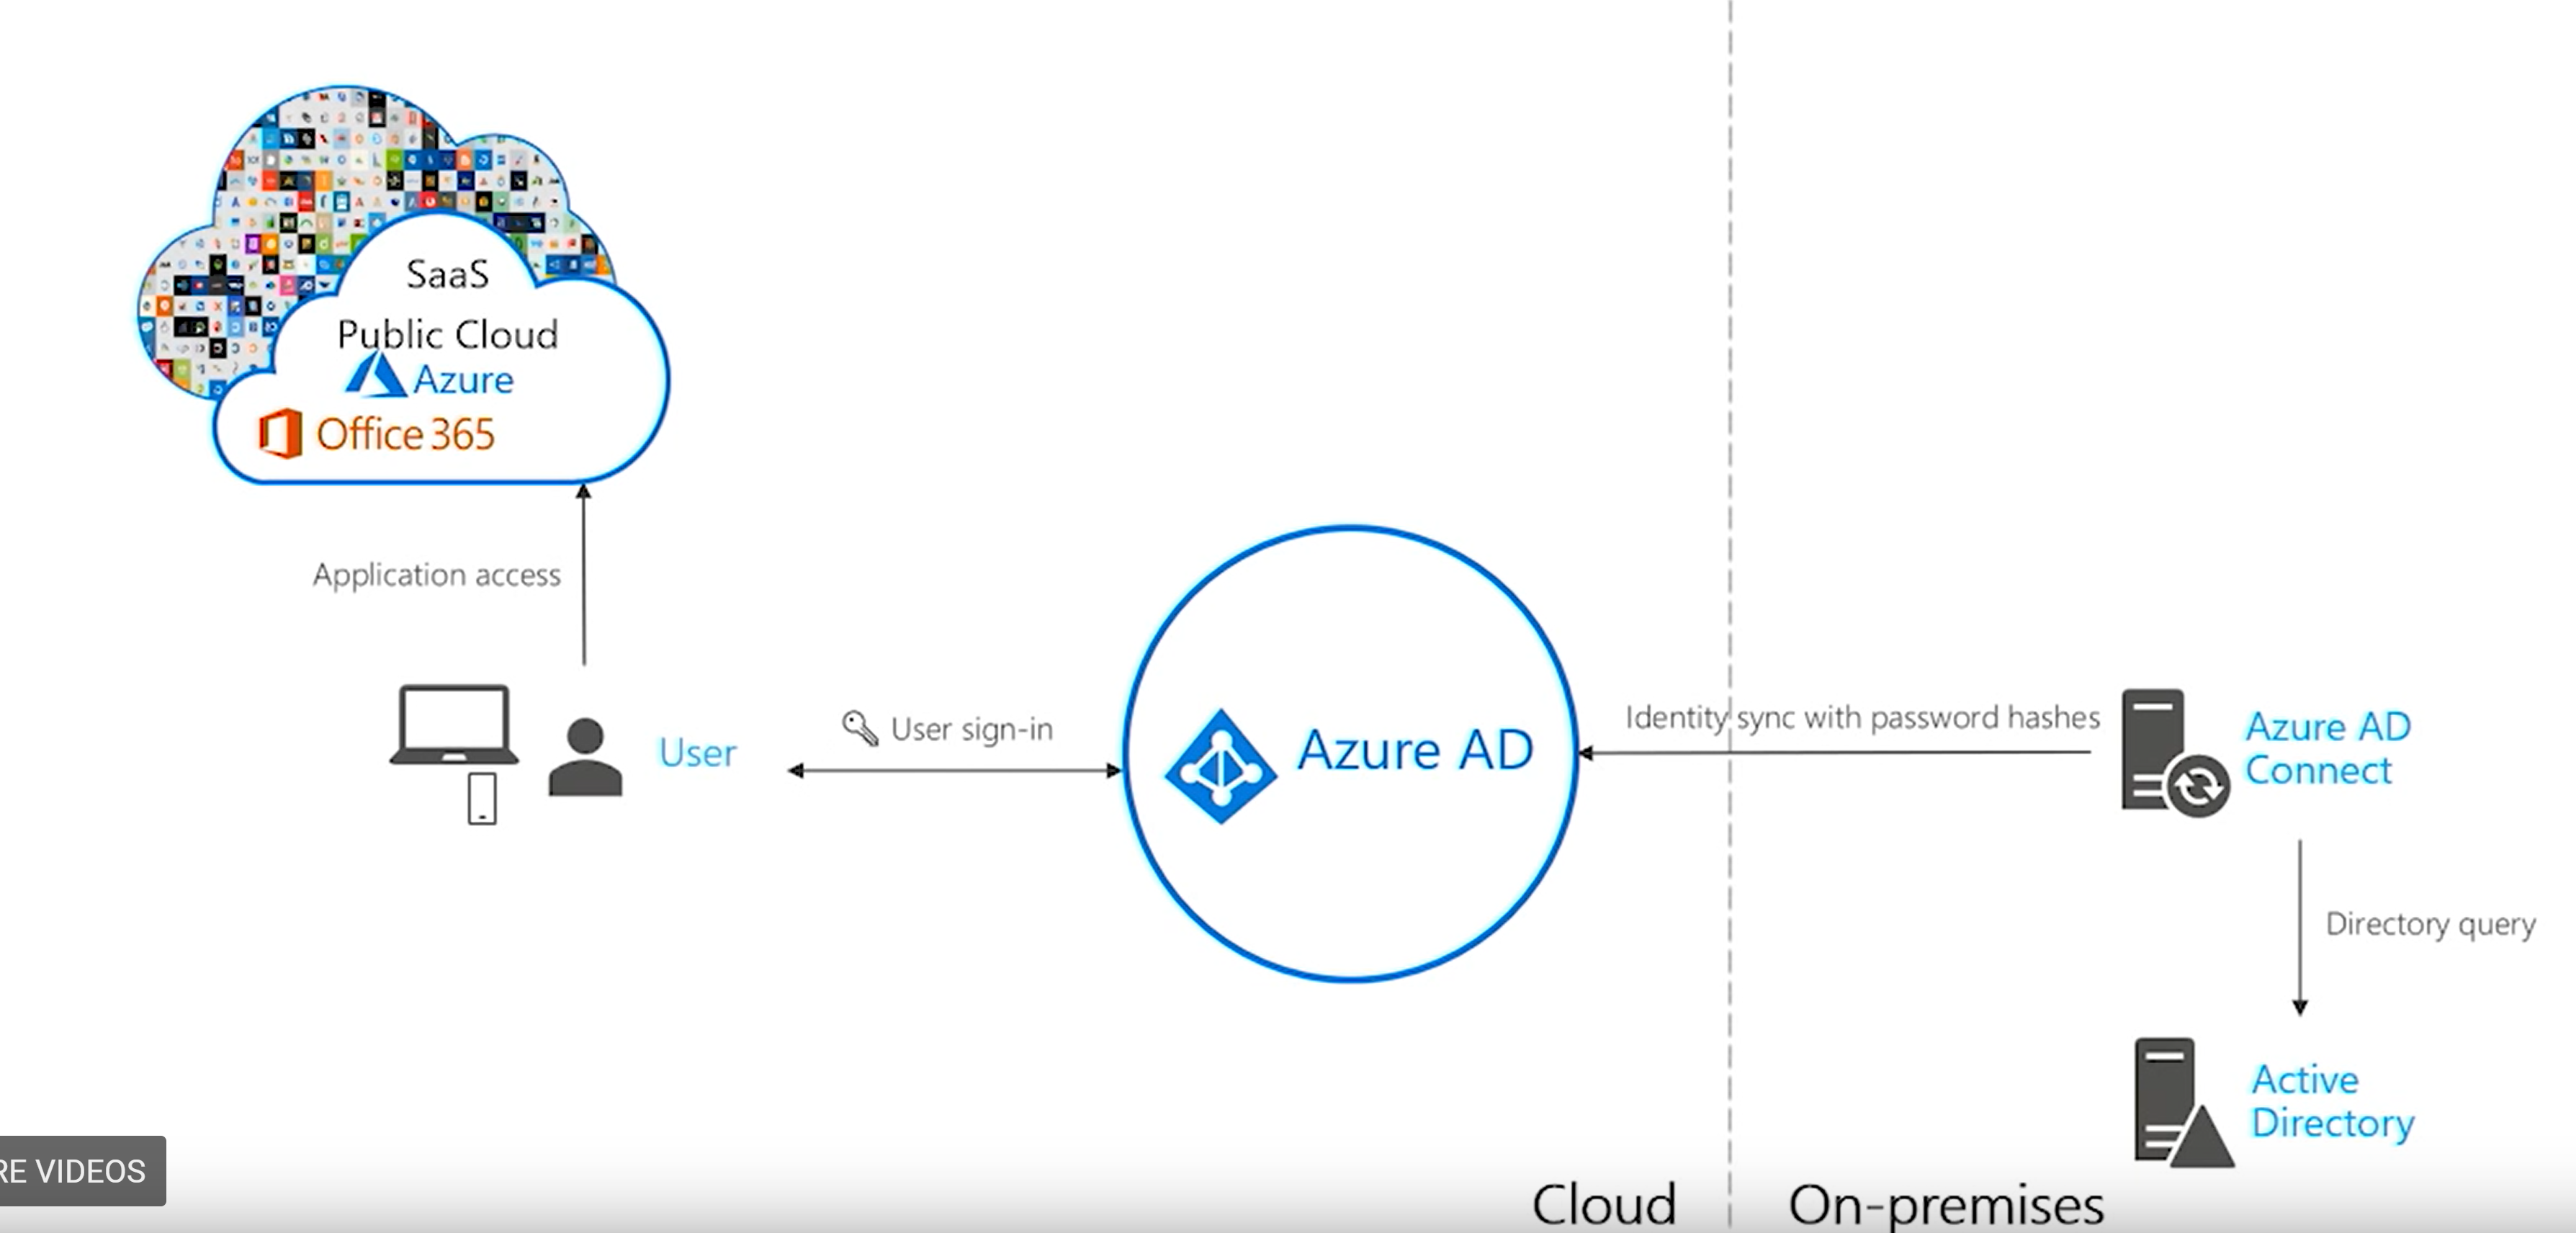 SaaS
Public Cloud
Azure
Office 365
Application access
User
User sign-in
Azure AD
Identity sync with password hashes
Azure AD
Connect
Directory query
Active
Directory
RE VIDEOS
Cloud
On-premises